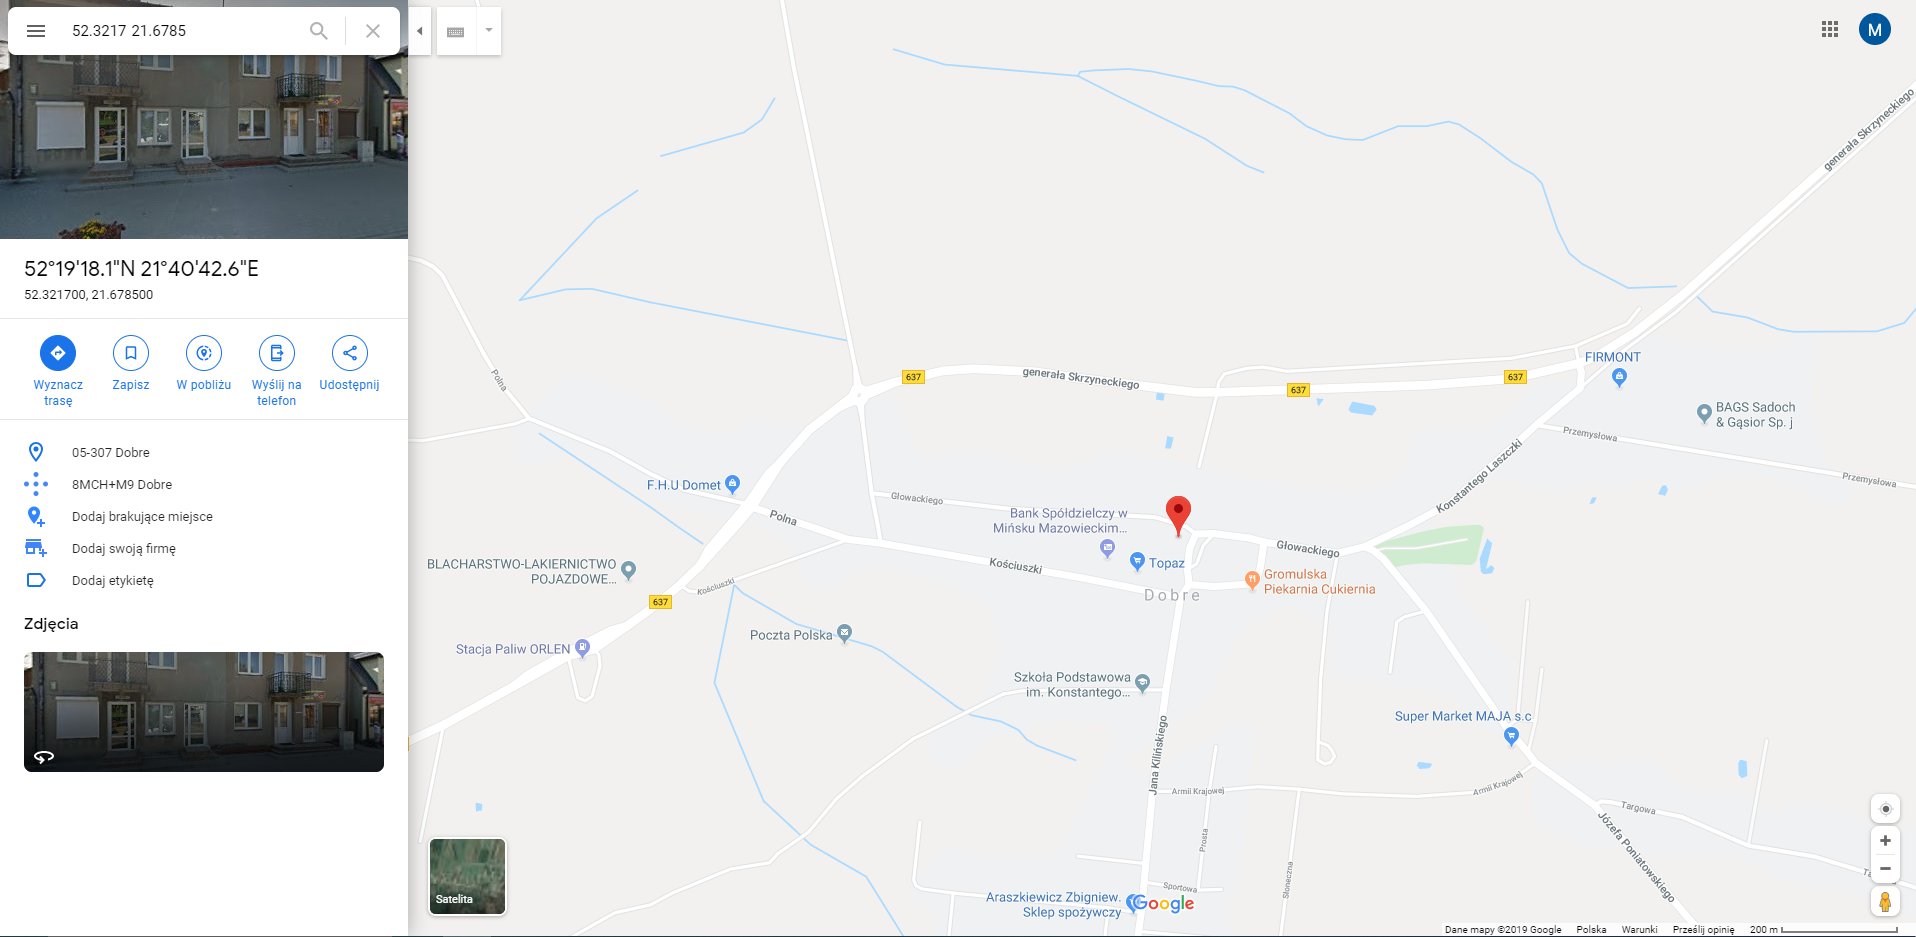 52.3217 21.6785
M
52°19'18.1"N 21°40'42.6"E
52.321700, 21.678500
Wyznacz
trasę
Zapisz
W pobliżu
Wyślij na
telefon
Udostępnij
05-307 Dobre
8MCH+M9 Dobre
Dodaj brakujące miejsce
Dodaj swoją firmę
Dodaj etykietę
Zdjęcia
generała Skrzyneckiego
FIRMONT
637
generała Skrzyneckiego
637
637
Polna
BAGS Sadoch
& Gąsior Sp. j
Przemysłowa
Przemysłowa
Konstantego Laszczki
F.H.U Domet
Głowackiego
Polna
Bank Spółdzielczy w
Mińsku Mazowieckim...
Głowackiego
Kościuszki
Topaz
BLACHARSTWO-LAKIERNICTWO
POJAZDOWE...
Gromulska
Piekarnia Cukiernia
Kościuszki
Dobre
637
Poczta Polska
Stacja Paliw ORLEN
Szkoła Podstawowa
im. Konstantego...
Super Market MAJA s.c
Jana Kilińskiego
Armii Krajowej
Armii Krajowej
Targowa
Józefa Poniatowskiego
Prosta
Słoneczna
Sportowa
Satelita
Araszkiewicz Zbigniew.
Sklep spożywczy
Google
Dane mapy ©2019 Google Polska Warunki Prześlij opinię 200 m